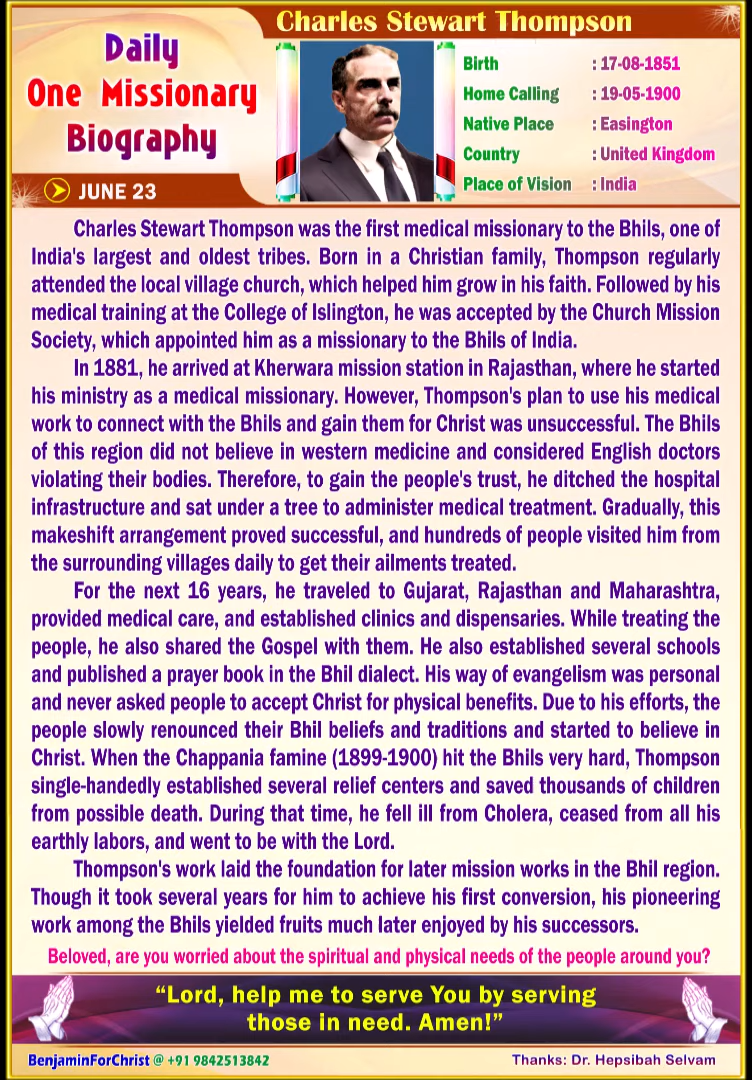 Charles Stewart Thompson
Daily
One Missionary
Biography
JUNE 23
Birth : 17-08-1851
Home Calling : 19-05-1900
Native Place : Easington
Country : United Kingdom
Place of Vision : India
Charles Stewart Thompson was the first medical missionary to the Bhils, one of
India's largest and oldest tribes. Born in a Christian family, Thompson regularly
attended the local village church, which helped him grow in his faith. Followed by his
medical training at the College of Islington, he was accepted by the Church Mission
Society, which appointed him as a missionary to the Bhils of India.
In 1881, he arrived at Kherwara mission station in Rajasthan, where he started
his ministry as a medical missionary. However, Thompson's plan to use his medical
work to connect with the Bhils and gain them for Christ was unsuccessful. The Bhils
of this region did not believe in western medicine and considered English doctors
violating their bodies. Therefore, to gain the people's trust, he ditched the hospital
infrastructure and sat under a tree to administer medical treatment. Gradually, this
makeshift arrangement proved successful, and hundreds of people visited him from
the surrounding villages daily to get their ailments treated.
For the next 16 years, he traveled to Gujarat, Rajasthan and Maharashtra,
provided medical care, and established clinics and dispensaries. While treating the
people, he also shared the Gospel with them. He also established several schools
and published a prayer book in the Bhil dialect. His way of evangelism was personal
and never asked people to accept Christ for physical benefits. Due to his efforts, the
people slowly renounced their Bhil beliefs and traditions and started to believe in
Christ. When the Chappania famine (1899-1900) hit the Bhils very hard, Thompson
single-handedly established several relief centers and saved thousands of children
from possible death. During that time, he fell ill from Cholera, ceased from all his
earthly labors, and went to be with the Lord.
Thompson's work laid the foundation for later mission works in the Bhil region.
Though it took several years for him to achieve his first conversion, his pioneering
work among the Bhils yielded fruits much later enjoyed by his successors.
Beloved, are you worried about the spiritual and physical needs of the people around you?
“Lord, help me to serve You by serving
those in need. Amen!”
BenjaminForChrist @ +91 9842513842
Thanks: Dr. Hepsibah Selvam